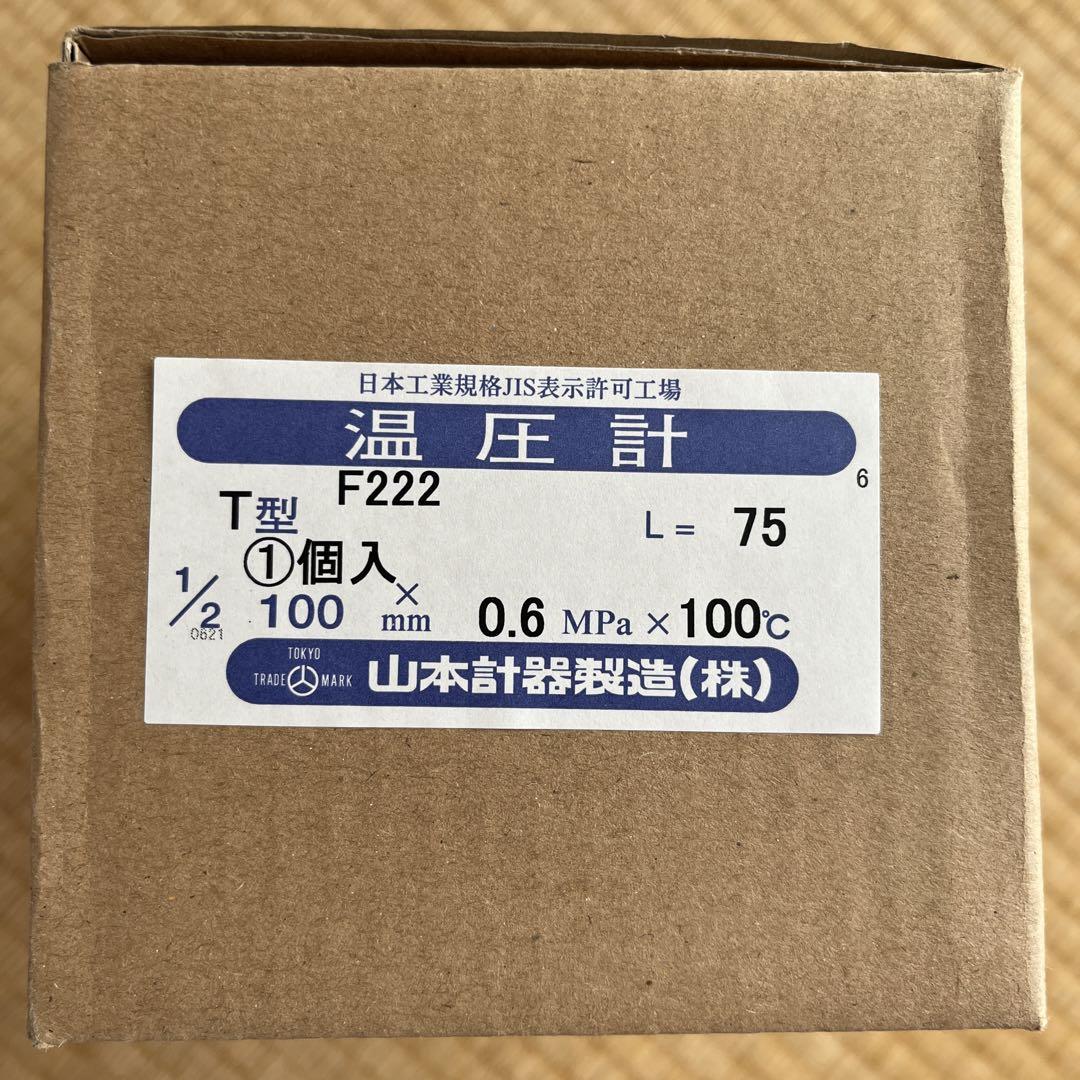 日本工業規格JIS表示許可工場
温圧計
F222
6
T型
L= 75
①個入
1/2 100 × mm 0.6 MPa × 100℃
0621
TOKYO
TRADE MARK
山本計器製造(株)